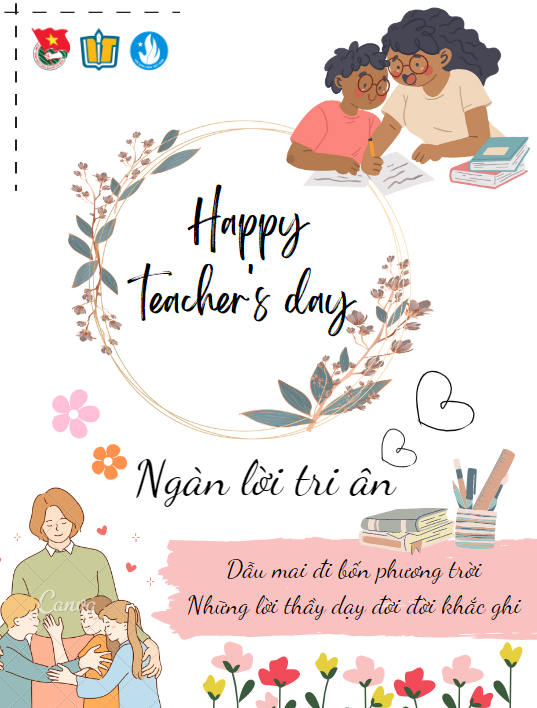 Happy
Teacher's day
Ngàn lời tri ân
Dẫu mai đi bốn phương trời
Những lời thầy dạy đời đời khắc ghi
Canva